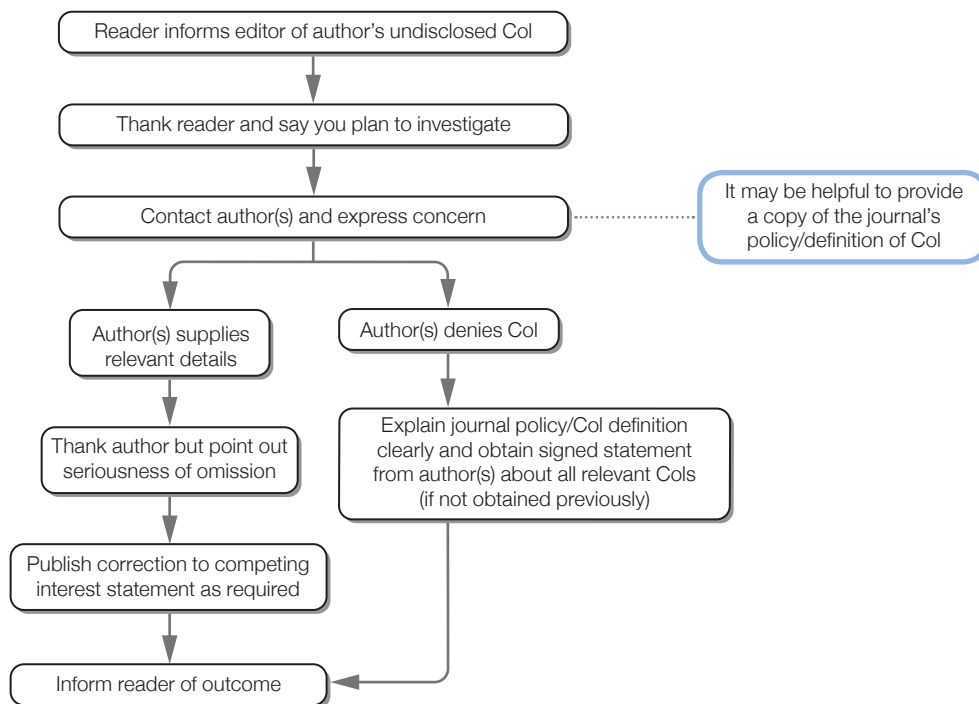 Reader informs editor of author’s undisclosed CoI
Thank reader and say you plan to investigate
Contact author(s) and express concern
It may be helpful to provide
a copy of the journal’s
policy/definition of CoI
Author(s) supplies
relevant details
Author(s) denies CoI
Thank author but point out
seriousness of omission
Explain journal policy/CoI definition
clearly and obtain signed statement
from author(s) about all relevant CoIs
(if not obtained previously)
Publish correction to competing
interest statement as required
Inform reader of outcome